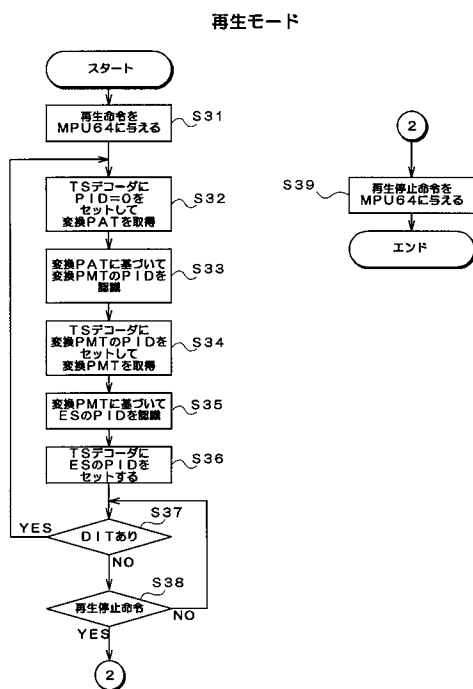 再生モード
スタート
再生命令を
MPU64に与える
S31
TSデコーダに
PID=0を
セットして
変換PATを取得
S32
変換PATに基づいて
変換PMTのPIDを
認識
S33
TSデコーダに
変換PMTのPIDを
セットして
変換PMTを取得
S34
変換PMTに基づいて
ESのPIDを認識
S35
TSデコーダに
ESのPIDを
セットする
S36
DITあり
S37
YES
NO
再生停止命令
S38
NO
YES
2
2
再生停止命令を
MPU64に与える
S39
エンド